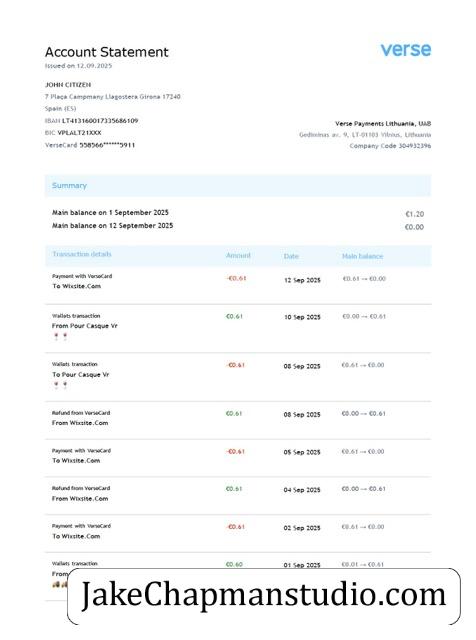 Account Statement
verse
Issued on 12.09.2025
JOHN CITIZEN
7 Plaça Campmany Llagostera Girona 17240
Spain (ES)
IBAN LT413160017335686109
BIC VPLALT21XXX
VerseCard 558566******5911
Verse Payments Lithuania, UAB
Gediminas av. 9, LT-01103 Vilnius, Lithuania
Company Code 304932396
Summary
Main balance on 1 September 2025 €1.20
Main balance on 12 September 2025 €0.00
Transaction details Amount Date Main balance
Payment with VerseCard
To Wixsite.Com -€0.61 12 Sep 2025 €0.61 → €0.00
Wallets transaction
From Pour Casque Vr €0.61 10 Sep 2025 €0.00 → €0.61
Wallets transaction
To Pour Casque Vr -€0.61 08 Sep 2025 €0.61 → €0.00
Refund from VerseCard
From Wixsite.Com €0.61 08 Sep 2025 €0.00 → €0.61
Payment with VerseCard
To Wixsite.Com -€0.61 05 Sep 2025 €0.61 → €0.00
Refund from VerseCard
From Wixsite.Com €0.61 04 Sep 2025 €0.00 → €0.61
Payment with VerseCard
To Wixsite.Com -€0.61 02 Sep 2025 €0.61 → €0.00
Wallets transaction €0.60 01 Sep 2025 €0.01 → €0.61
From
JakeChapmanstudio.com